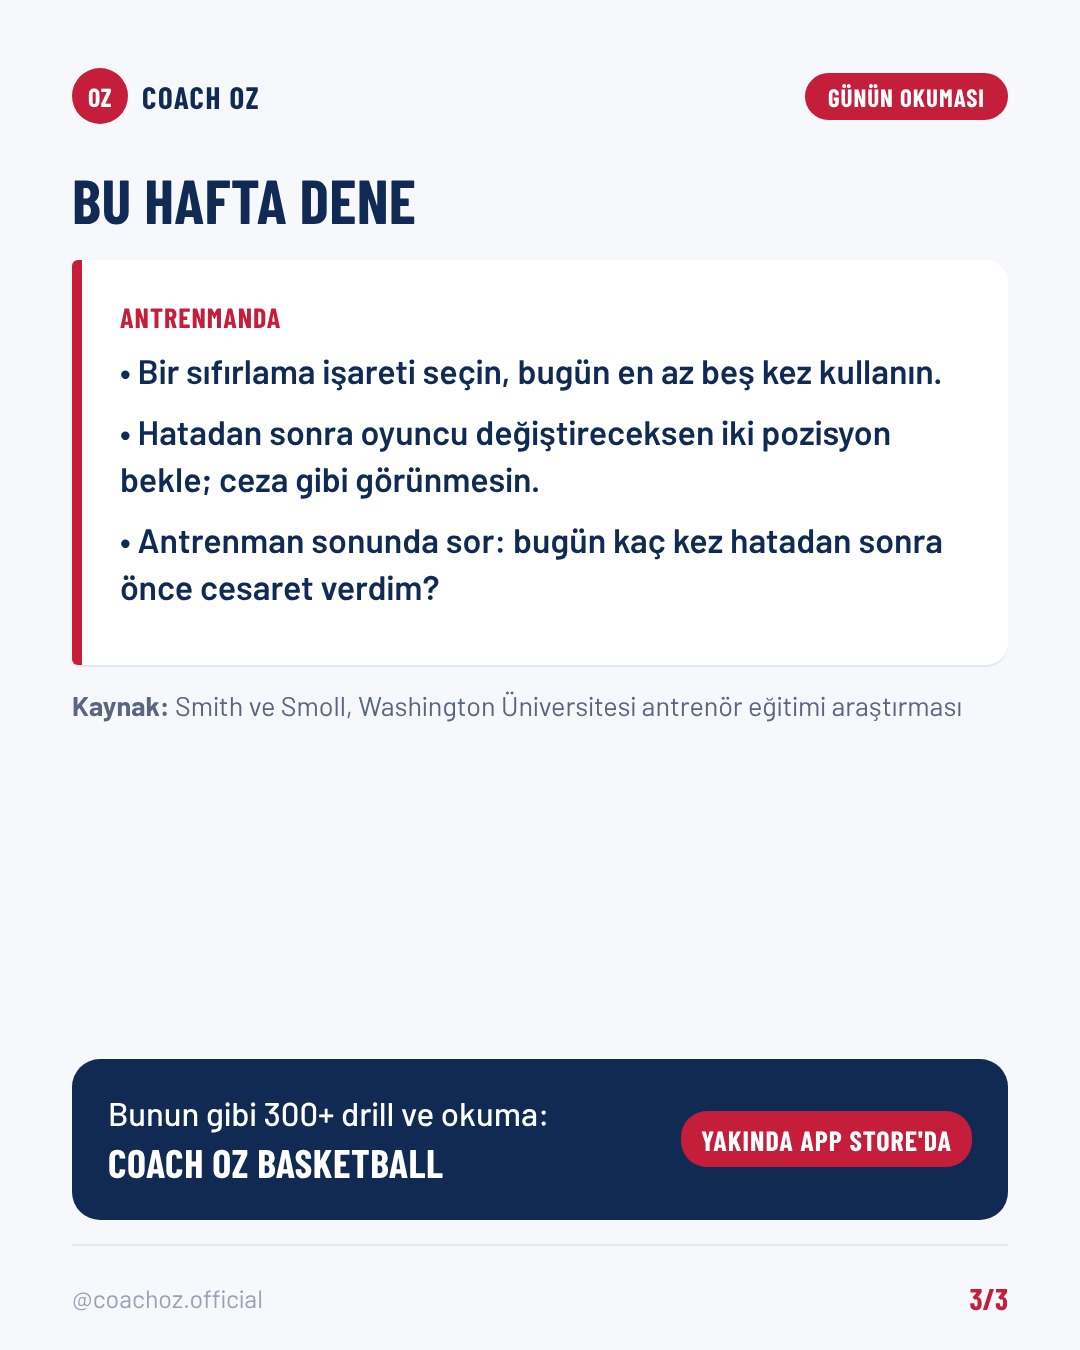 OZ COACH OZ
GÜNÜN OKUMASI
BU HAFTA DENE
ANTRENMANDA
• Bir sıfırlama işareti seçin, bugün en az beş kez kullanın.
• Hatadan sonra oyuncu değiştireceksen iki pozisyon
bekle; ceza gibi görünmesin.
• Antrenman sonunda sor: bugün kaç kez hatadan sonra
önce cesaret verdim?
Kaynak: Smith ve Smoll, Washington Üniversitesi antrenör eğitimi araştırması
Bunun gibi 300+ drill ve okuma:
COACH OZ BASKETBALL
YAKINDA APP STORE'DA
@coachoz.official
3/3